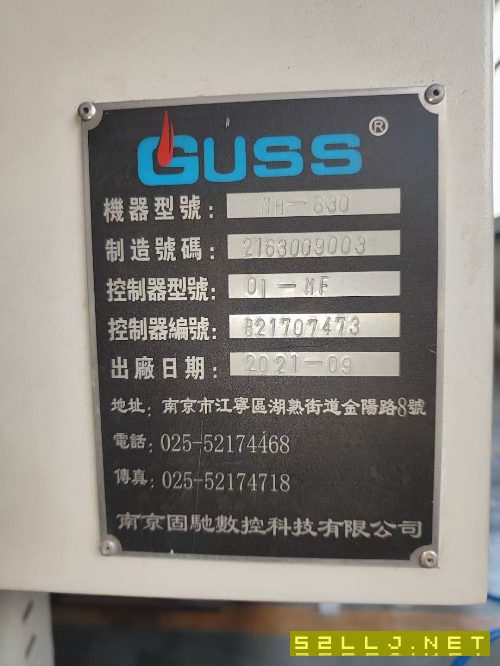 GUSS®
機器型號: MH-630
制造號碼: 2163009003
控制器型號: 0i-MF
控制器編號: B21707473
出廠日期: 2021-09
地址: 南京市江寧區湖熟街道金陽路8號
電話: 025-52174468
傳真: 025-52174718
南京固馳數控科技有限公司
52LLJ.NET